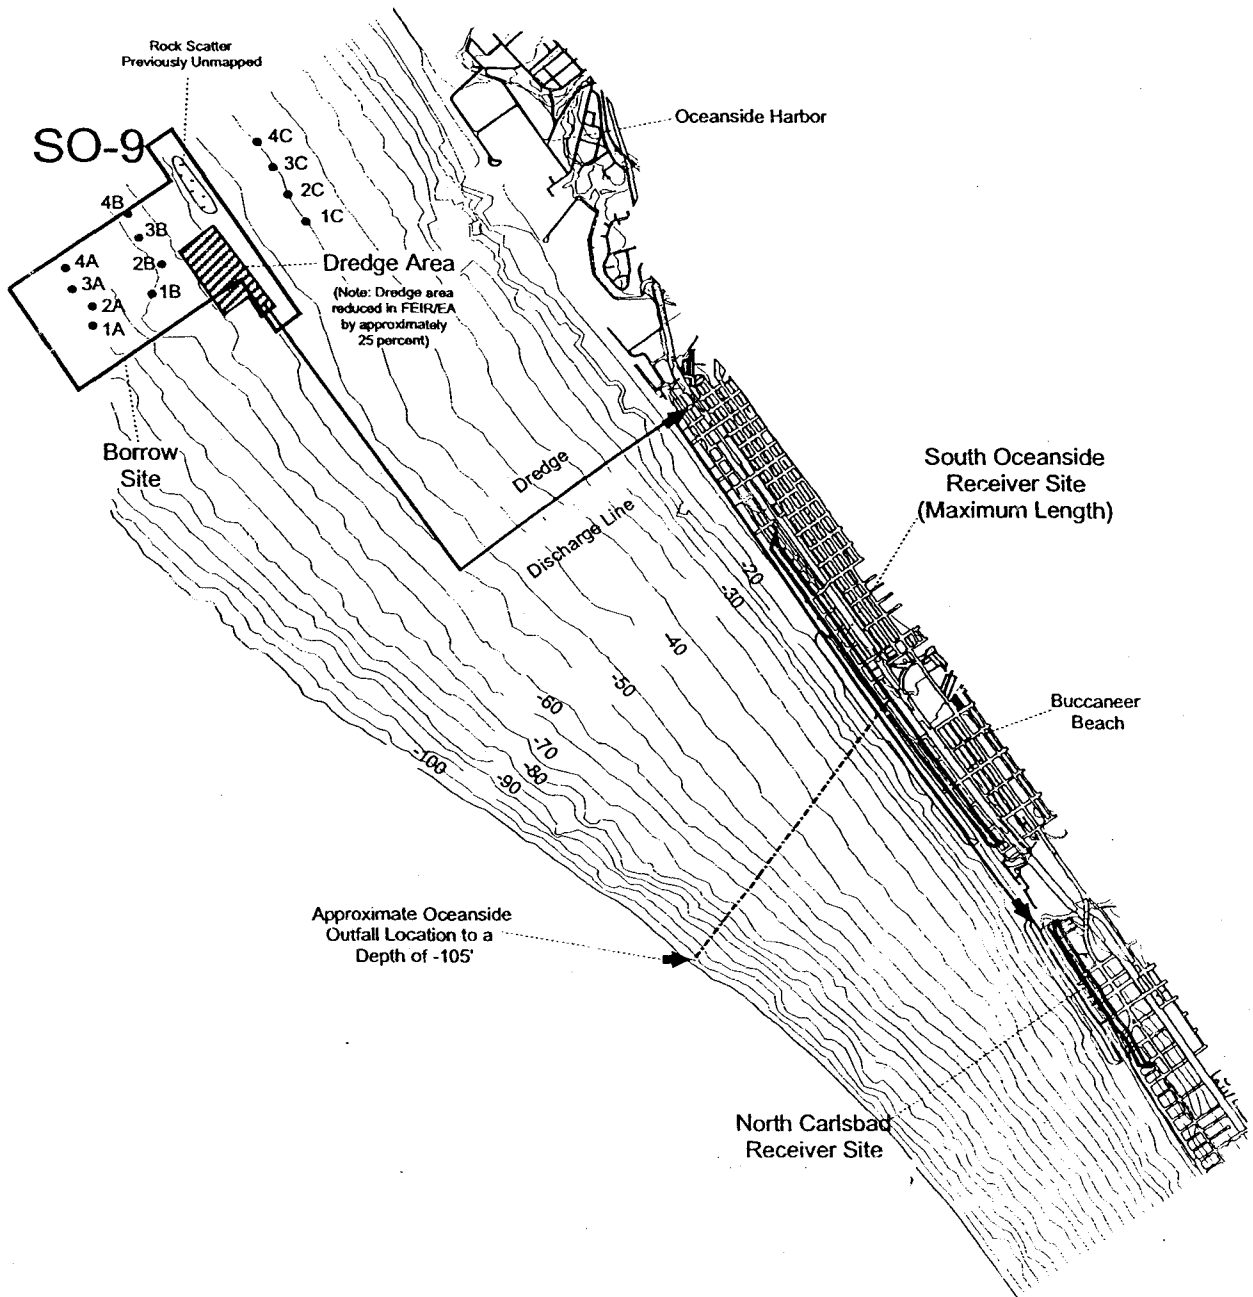 Rock Scatter
Previously Unmapped
Oceanside Harbor
SO-9
4C
3C
2C
1C
4B
3B
2B
1B
4A
3A
2A
1A
Dredge Area
(Note: Dredge area
reduced in FEIR/EA
by approximately
25 percent)
Borrow
Site
Dredge
Discharge Line
South Oceanside
Receiver Site
(Maximum Length)
-20
-30
-40
-50
-60
-70
-80
-90
-100
Buccaneer
Beach
Approximate Oceanside
Outfall Location to a
Depth of -105'
North Carlsbad
Receiver Site